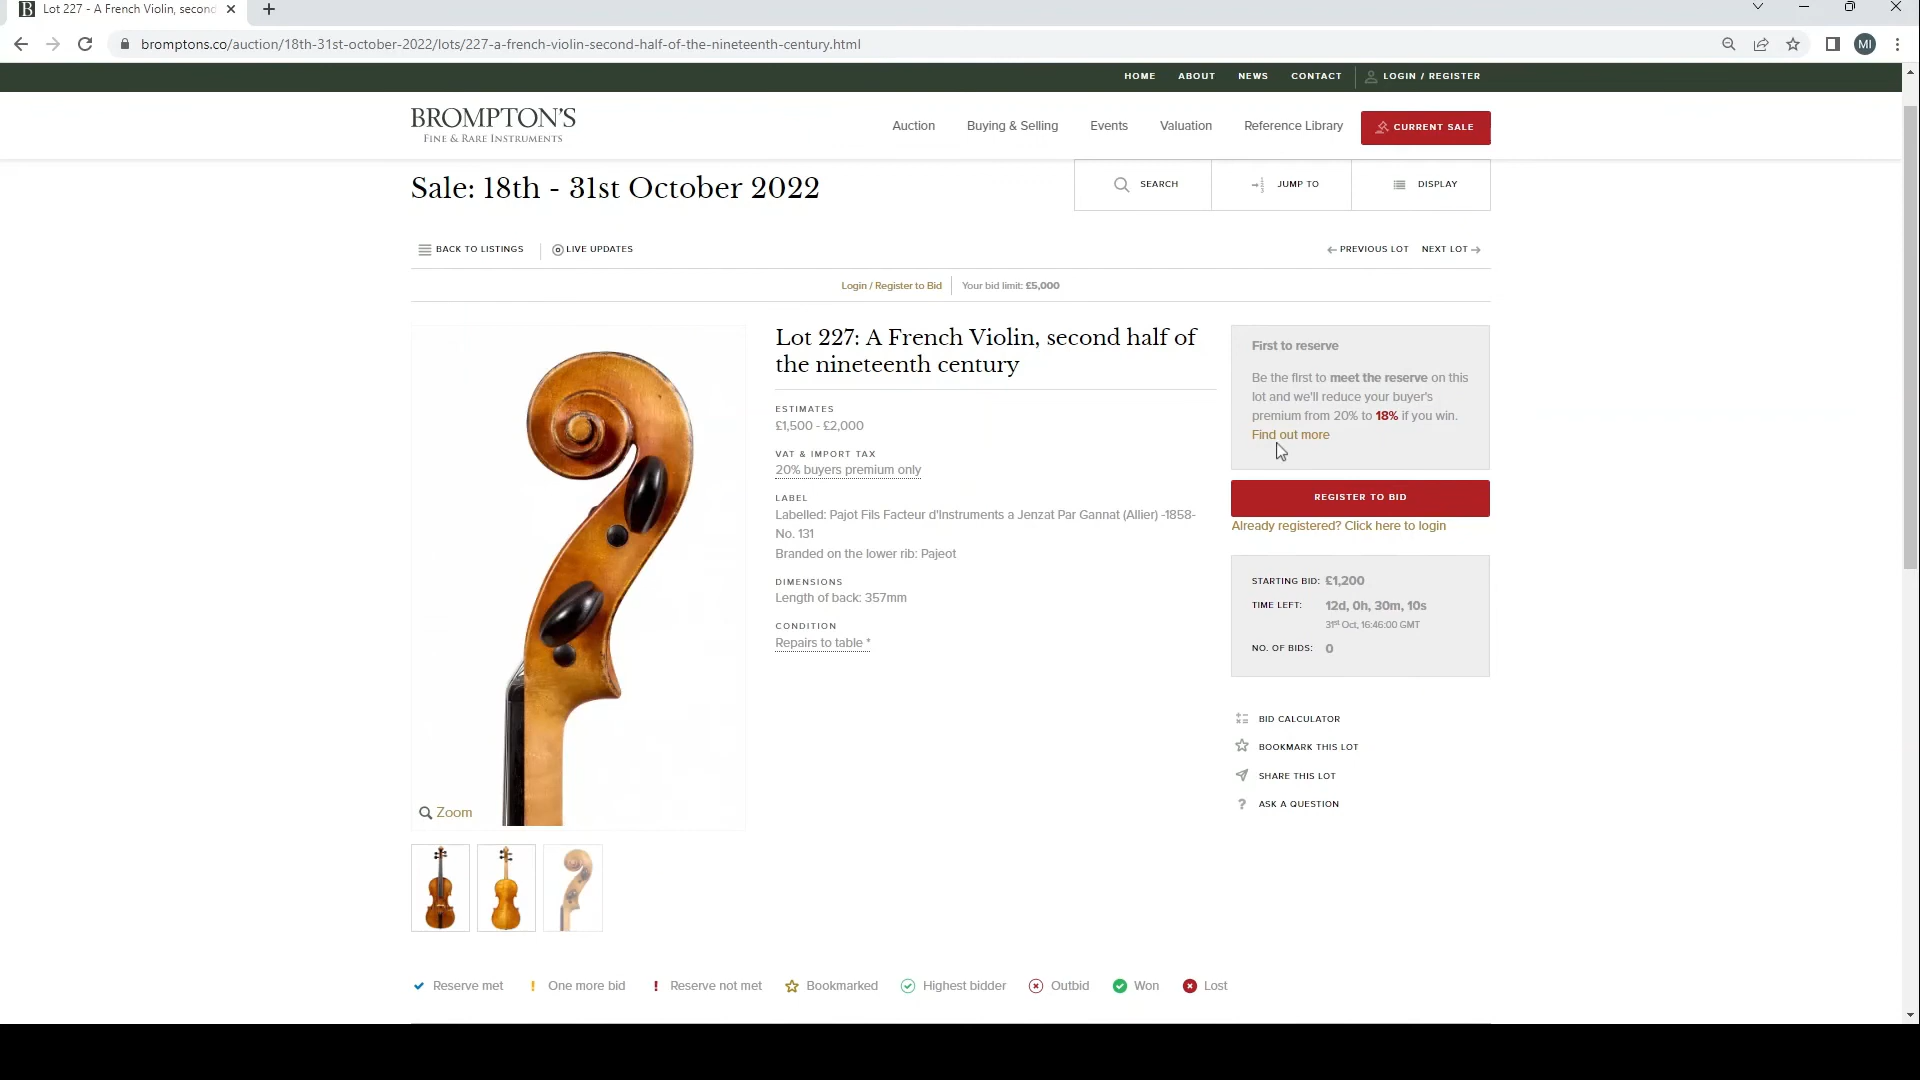 Lot 227 - A French Violin, second
bromptons.co/auction/18th-31st-october-2022/lots/227-a-french-violin-second-half-of-the-nineteenth-century.html
MI
HOME ABOUT NEWS CONTACT LOGIN / REGISTER
BROMPTON'S
FINE & RARE INSTRUMENTS
Auction Buying & Selling Events Valuation Reference Library CURRENT SALE
Sale: 18th - 31st October 2022
SEARCH JUMP TO DISPLAY
BACK TO LISTINGS LIVE UPDATES PREVIOUS LOT NEXT LOT
Login / Register to Bid Your bid limit: £5,000
Lot 227: A French Violin, second half of
the nineteenth century
ESTIMATES
£1,500 - £2,000
VAT & IMPORT TAX
20% buyers premium only
LABEL
Labelled: Pajot Fils Facteur d'Instruments a Jenzat Par Gannat (Allier) -1858-
No. 131
Branded on the lower rib: Pajeot
DIMENSIONS
Length of back: 357mm
CONDITION
Repairs to table *
First to reserve
Be the first to meet the reserve on this
lot and we'll reduce your buyer's
premium from 20% to 18% if you win.
Find out more
REGISTER TO BID
Already registered? Click here to login
STARTING BID: £1,200
TIME LEFT: 12d, 0h, 30m, 10s
31st Oct, 16:46:00 GMT
NO. OF BIDS: 0
BID CALCULATOR
BOOKMARK THIS LOT
SHARE THIS LOT
? ASK A QUESTION
Zoom
Reserve met ! One more bid ! Reserve not met Bookmarked Highest bidder Outbid Won Lost